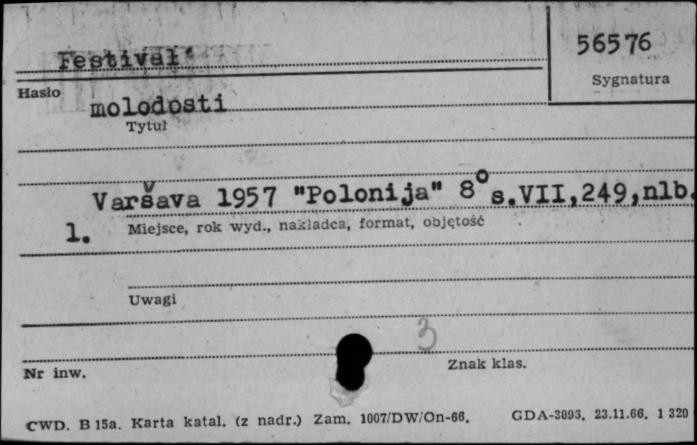 56576
Festival'
Sygnatura
Hasło
molodosti
Tytuł
Varšava 1957 "Polonija" 8° s.VII,249,nlb.
1.
Miejsce, rok wyd., nakładca, format, objętość
Uwagi
3
Nr inw.
Znak klas.
CWD. B 15a. Karta katal. (z nadr.) Zam. 1007/DW/On-66. GDA-3093. 23.11.66. 1 320